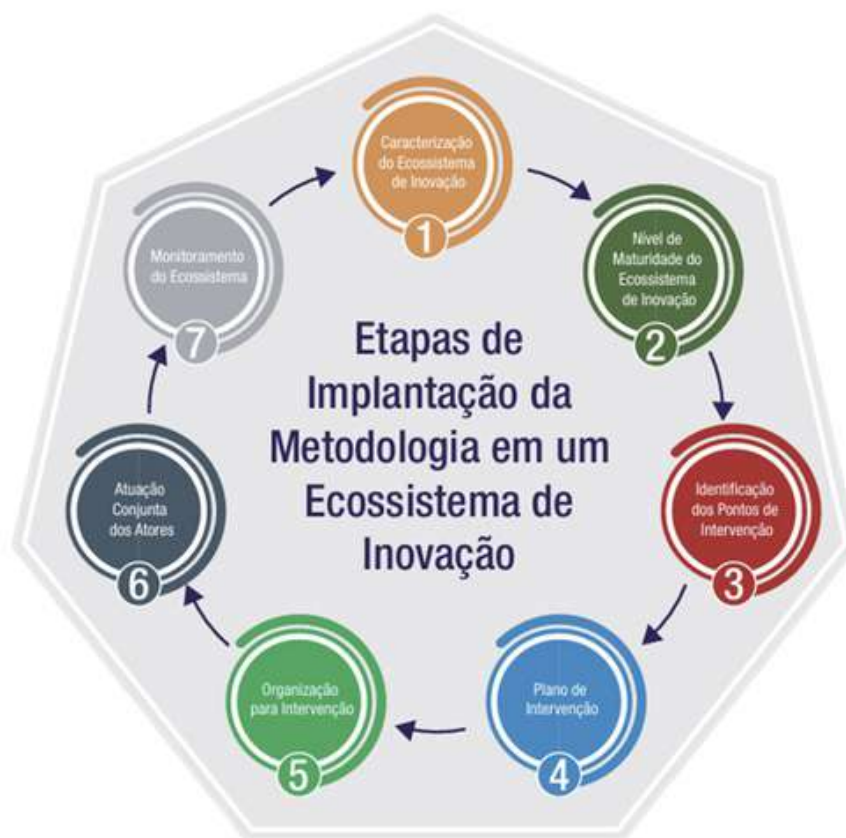 Caracterização
do Ecossistema
de Inovação
1
Nível de
Maturidade do
Ecossistema
de Inovação
2
Identificação
dos Pontos de
Intervenção
3
Plano de
Intervenção
4
Organização
para Intervenção
5
Atuação
Conjunta
dos Atores
6
Monitoramento
do Ecossistema
7
Etapas de
Implantação da
Metodologia em um
Ecossistema de
Inovação